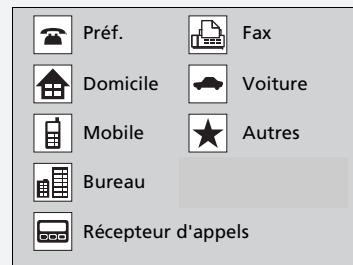 Préf.
Fax
Domicile
Voiture
Mobile
Autres
Bureau
Récepteur d'appels